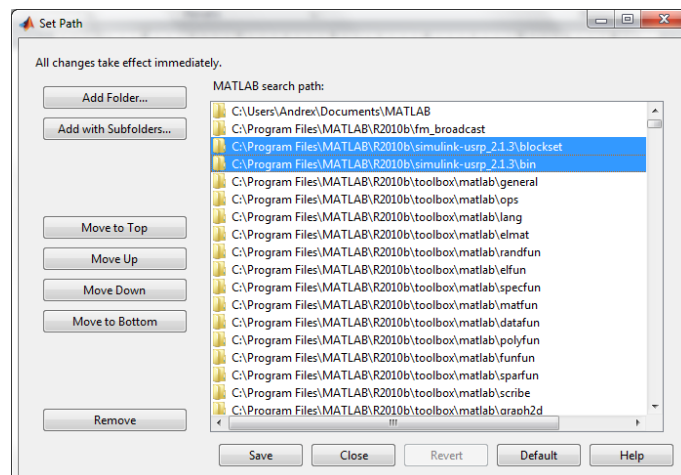 Set Path
All changes take effect immediately.
MATLAB search path:
Add Folder...
Add with Subfolders...
Move to Top
Move Up
Move Down
Move to Bottom
Remove
C:\Users\Andrex\Documents\MATLAB
C:\Program Files\MATLAB\R2010b\fm_broadcast
C:\Program Files\MATLAB\R2010b\simulink-usrp_2.1.3\blockset
C:\Program Files\MATLAB\R2010b\simulink-usrp_2.1.3\bin
C:\Program Files\MATLAB\R2010b\toolbox\matlab\general
C:\Program Files\MATLAB\R2010b\toolbox\matlab\ops
C:\Program Files\MATLAB\R2010b\toolbox\matlab\lang
C:\Program Files\MATLAB\R2010b\toolbox\matlab\elmat
C:\Program Files\MATLAB\R2010b\toolbox\matlab\randfun
C:\Program Files\MATLAB\R2010b\toolbox\matlab\elfun
C:\Program Files\MATLAB\R2010b\toolbox\matlab\specfun
C:\Program Files\MATLAB\R2010b\toolbox\matlab\matfun
C:\Program Files\MATLAB\R2010b\toolbox\matlab\datafun
C:\Program Files\MATLAB\R2010b\toolbox\matlab\polyfun
C:\Program Files\MATLAB\R2010b\toolbox\matlab\funfun
C:\Program Files\MATLAB\R2010b\toolbox\matlab\sparfun
C:\Program Files\MATLAB\R2010b\toolbox\matlab\scribe
C:\Program Files\MATLAB\R2010b\toolbox\matlab\graph2d
Save
Close
Revert
Default
Help